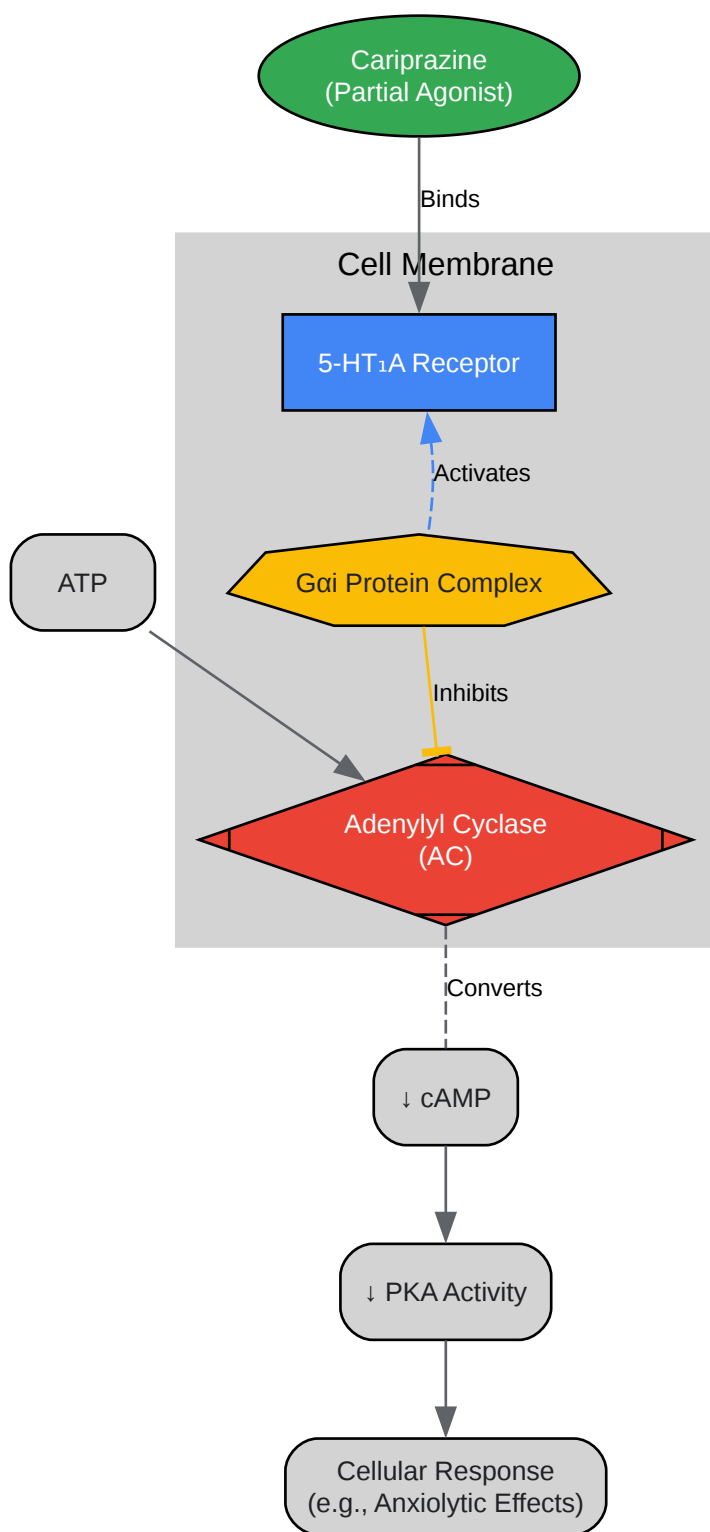 Cariprazine
(Partial Agonist)
Binds
Cell Membrane
5-HT₁A Receptor
Activates
ATP
Gαi Protein Complex
Inhibits
Adenylyl Cyclase
(AC)
Converts
↓ cAMP
↓ PKA Activity
Cellular Response
(e.g., Anxiolytic Effects)